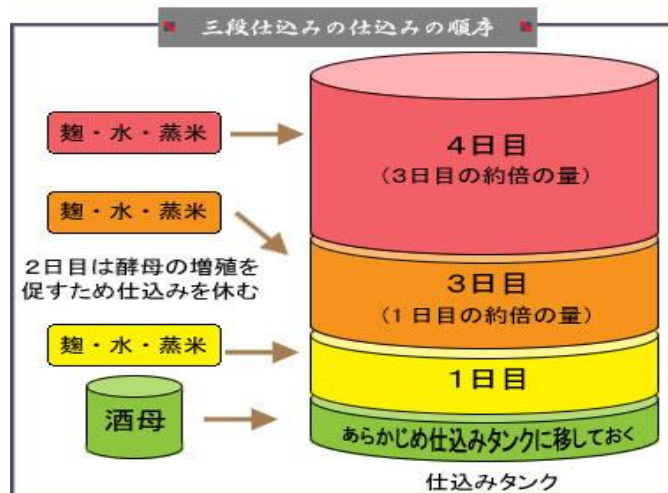 三段仕込みの仕込みの順序
麹・水・蒸米
4日目
(3日目の約倍の量)
麹・水・蒸米
2日目は酵母の増殖を
促すため仕込みを休む
3日目
(1日目の約倍の量)
麹・水・蒸米
1日目
酒母
あらかじめ仕込みタンクに移しておく
仕込みタンク